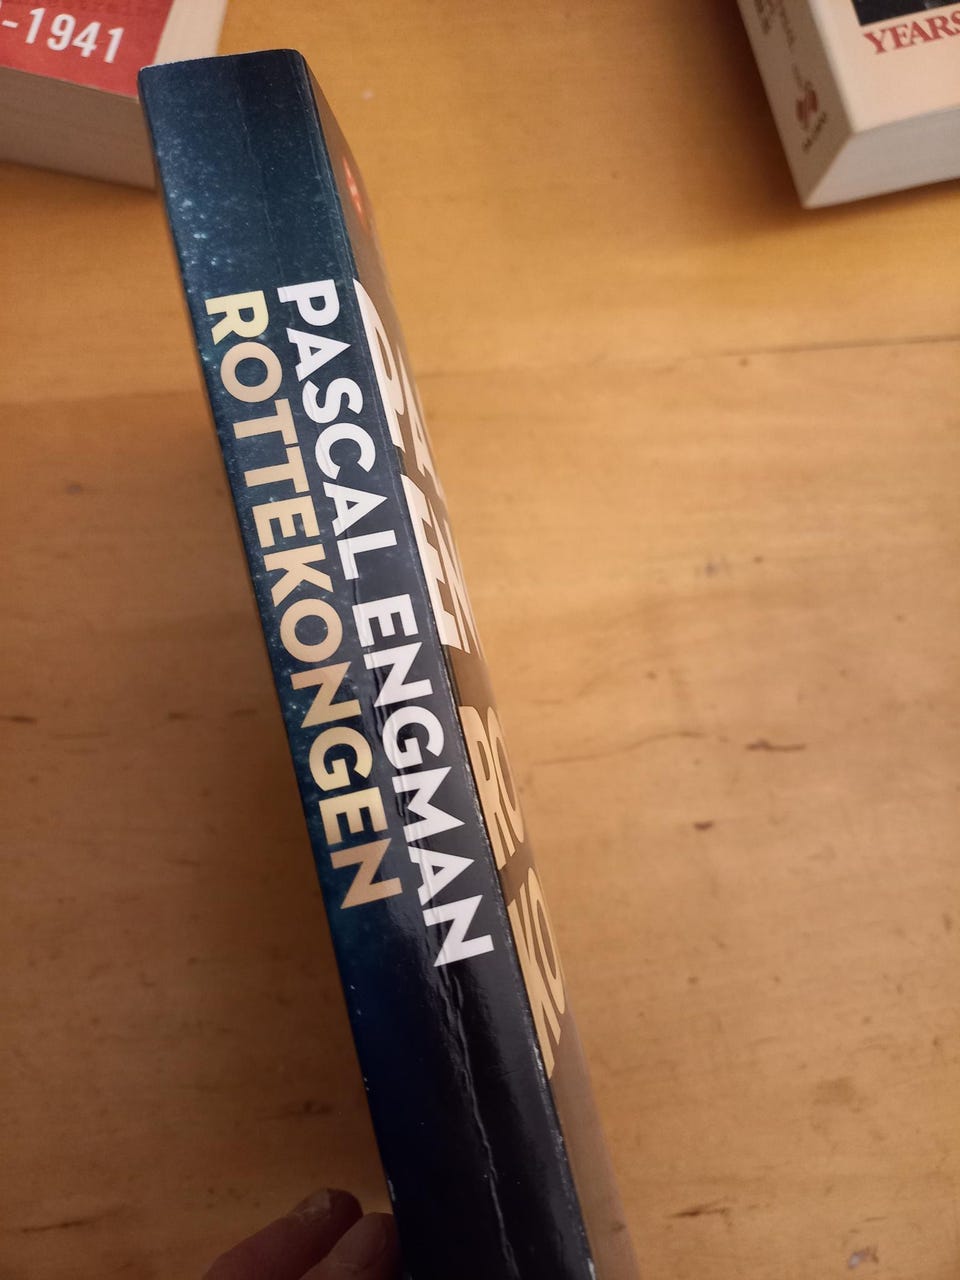 -1941
YEARS
PASCAL ENGMAN
ROTTEKONGEN